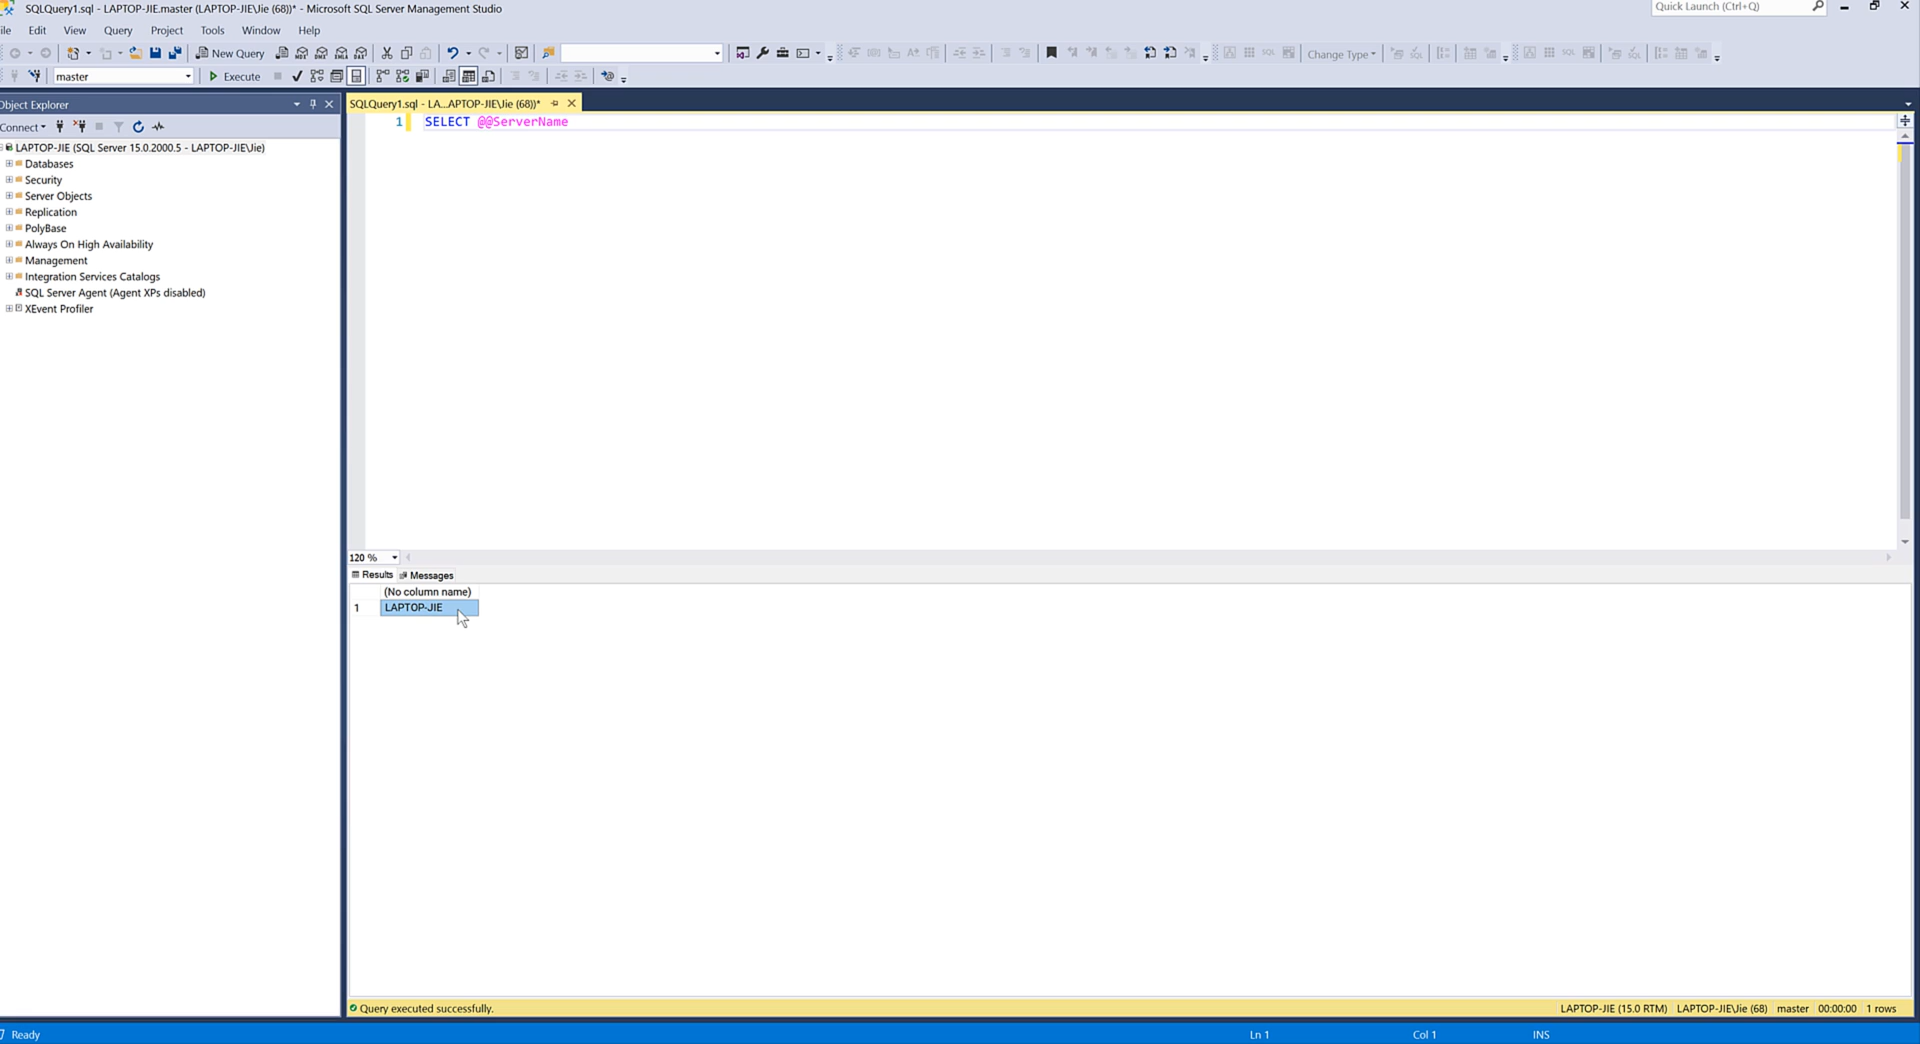 SQLQuery1.sql - LAPTOP-JIE.master (LAPTOP-JIE\Jie (68))* - Microsoft SQL Server Management Studio
Quick Launch (Ctrl+Q)
ile Edit View Query Project Tools Window Help
New Query
Change Type
master
Execute
Object Explorer
Connect
LAPTOP-JIE (SQL Server 15.0.2000.5 - LAPTOP-JIE\Jie)
Databases
Security
Server Objects
Replication
PolyBase
Always On High Availability
Management
Integration Services Catalogs
SQL Server Agent (Agent XPs disabled)
XEvent Profiler
SQLQuery1.sql - LA...APTOP-JIE\Jie (68))*
1 SELECT @@ServerName
120 %
Results Messages
(No column name)
1 LAPTOP-JIE
Query executed successfully.
LAPTOP-JIE (15.0 RTM) LAPTOP-JIE\Jie (68) master 00:00:00 1 rows
Ready
Ln 1 Col 1 INS